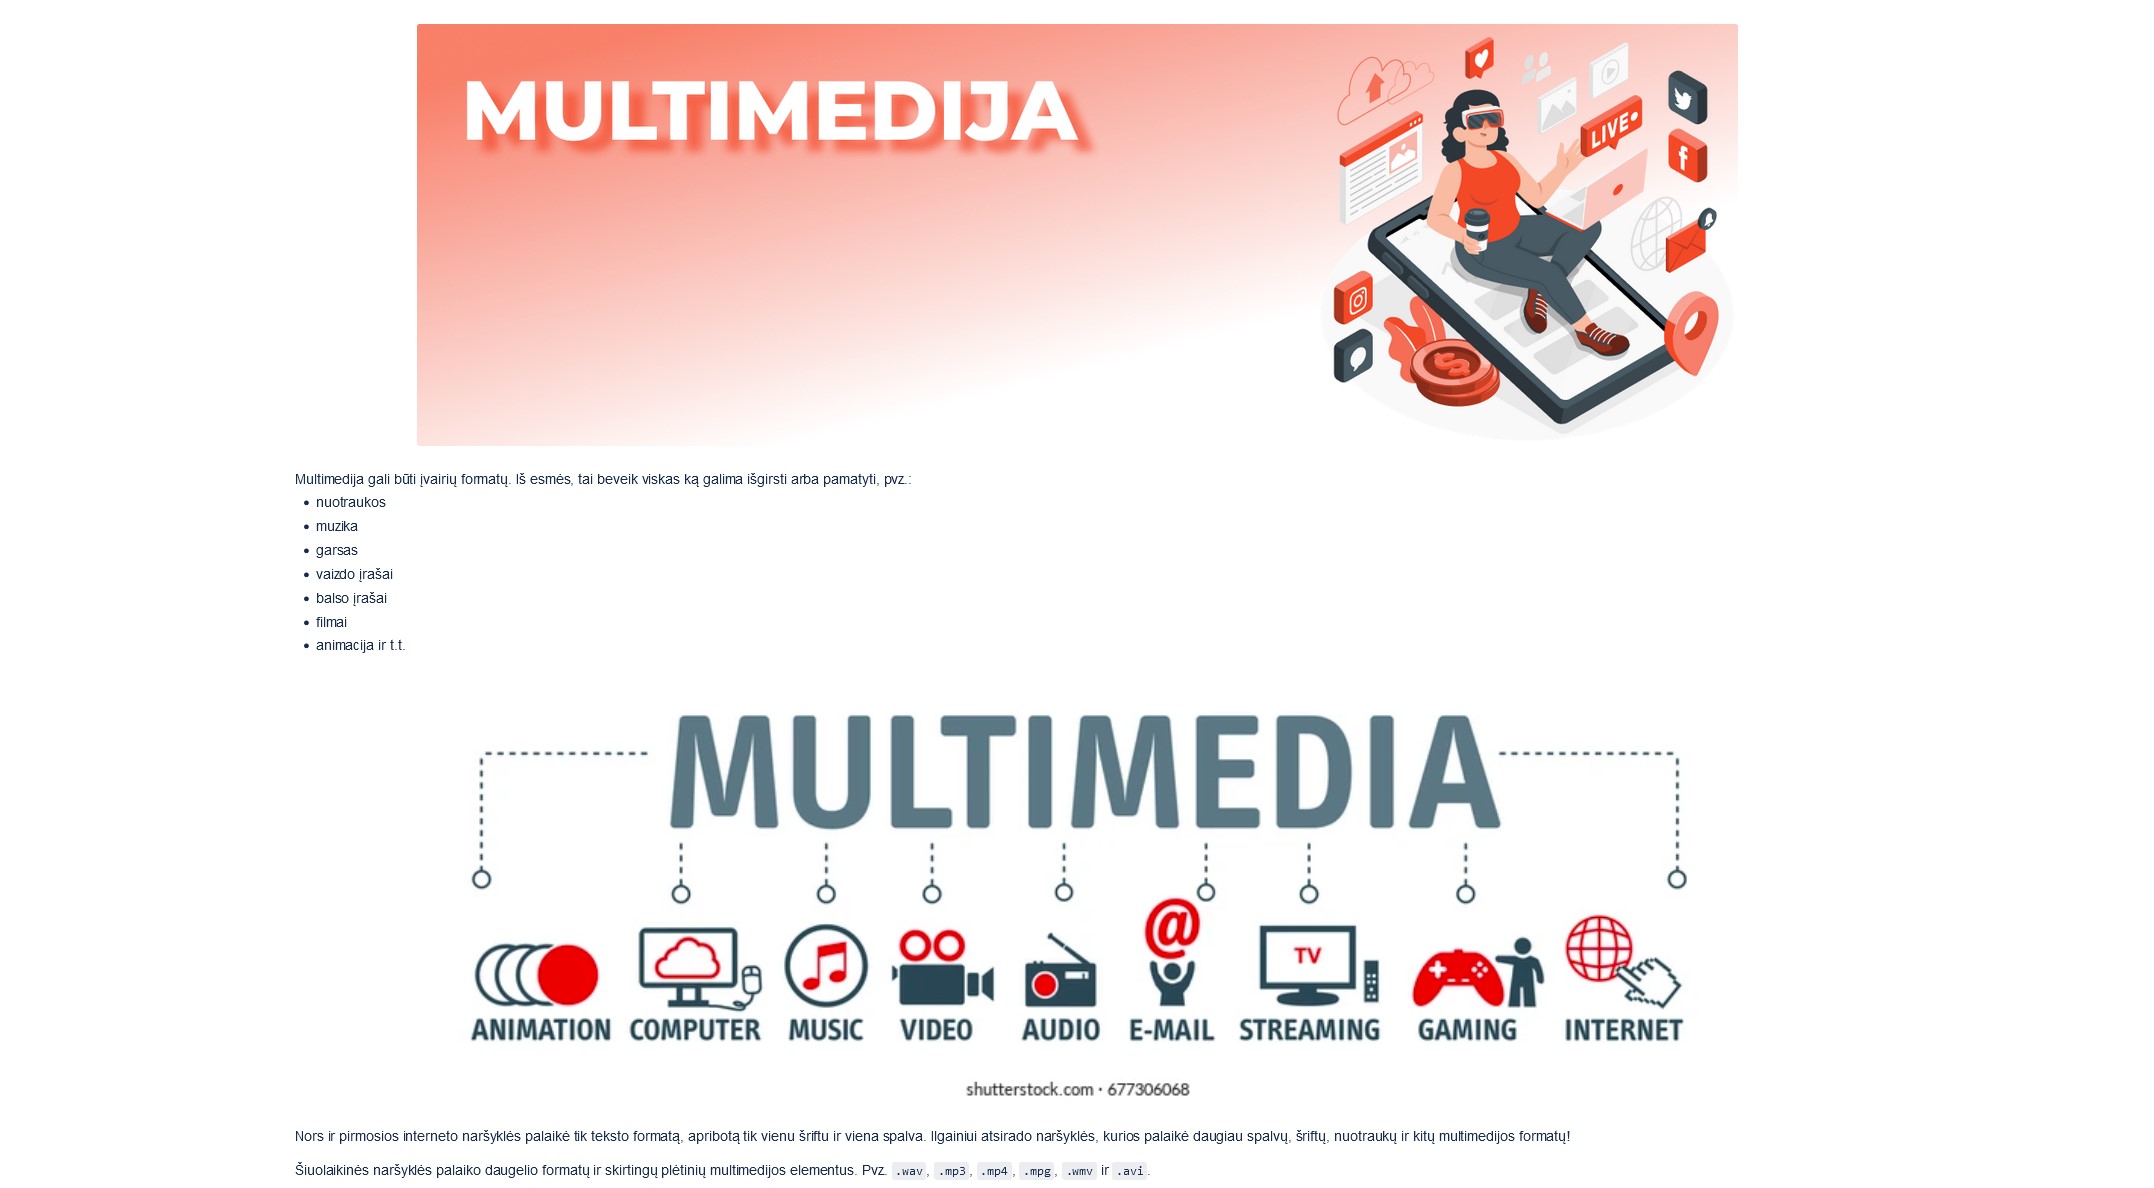 MULTIMEDIJA
LIVE
Multimedija gali būti įvairių formatų. Iš esmės, tai beveik viskas ką galima išgirsti arba pamatyti, pvz.:
• nuotraukos
• muzika
• garsas
• vaizdo įrašai
• balso įrašai
• filmai
• animacija ir t.t.
MULTIMEDIA
@
TV
ANIMATION COMPUTER MUSIC VIDEO AUDIO E-MAIL STREAMING GAMING INTERNET
shutterstock.com · 677306068
Nors ir pirmosios interneto naršyklės palaikė tik teksto formatą, apribotą tik vienu šriftu ir viena spalva. Ilgainiui atsirado naršyklės, kurios palaikė daugiau spalvų, šriftų, nuotraukų ir kitų multimedijos formatų!
Šiuolaikinės naršyklės palaiko daugelio formatų ir skirtingų plėtinių multimedijos elementus. Pvz. .wav, .mp3, .mp4, .mpg, .wmv ir .avi.